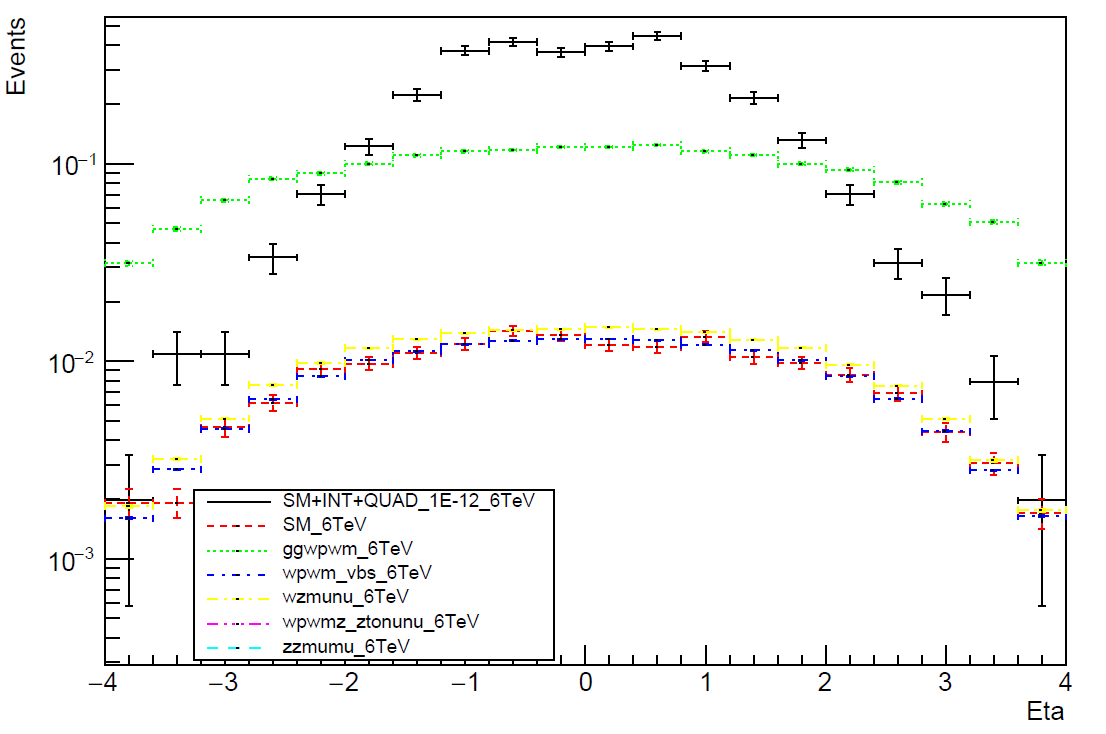 Events
10−1
10−2
10−3
SM+INT+QUAD_1E-12_6TeV
SM_6TeV
ggwpwm_6TeV
wpwm_vbs_6TeV
wzmunu_6TeV
wpwmz_ztonunu_6TeV
zzmumu_6TeV
−4 −3 −2 −1 0 1 2 3 4
Eta